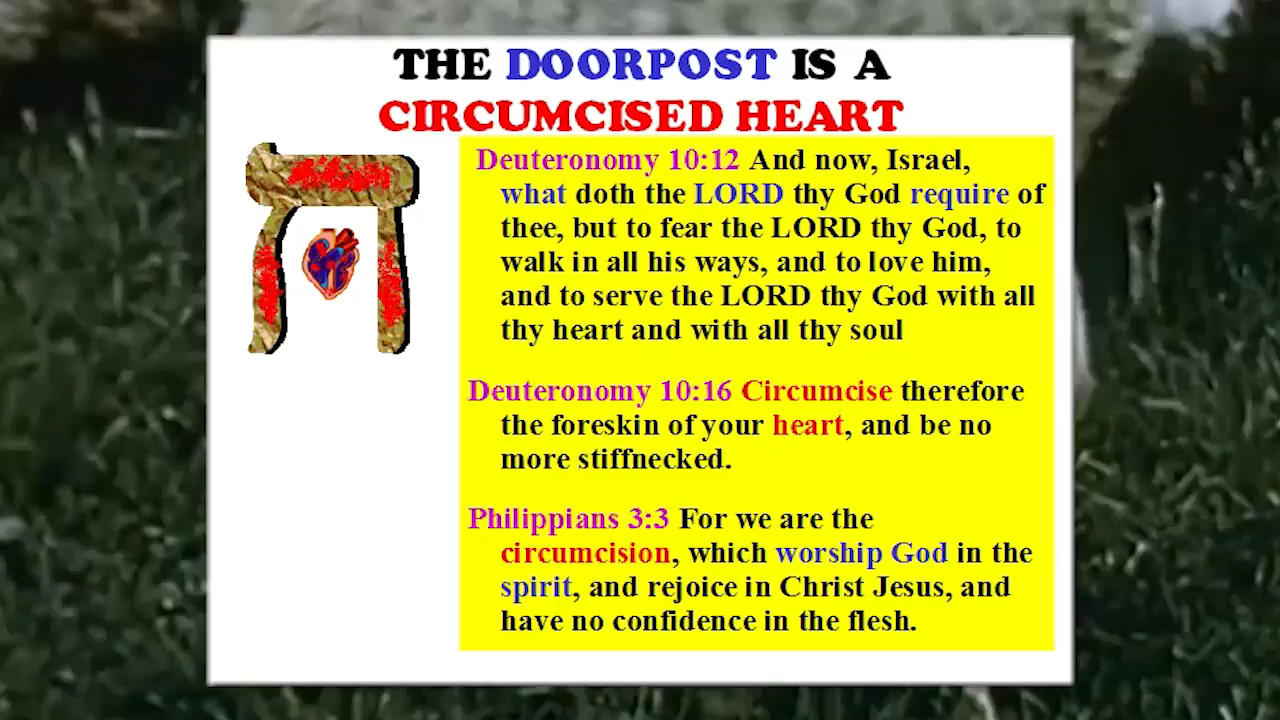 THE DOORPOST IS A
CIRCUMCISED HEART
Deuteronomy 10:12 And now, Israel,
what doth the LORD thy God require of
thee, but to fear the LORD thy God, to
walk in all his ways, and to love him,
and to serve the LORD thy God with all
thy heart and with all thy soul
Deuteronomy 10:16 Circumcise therefore
the foreskin of your heart, and be no
more stiffnecked.
Philippians 3:3 For we are the
circumcision, which worship God in the
spirit, and rejoice in Christ Jesus, and
have no confidence in the flesh.